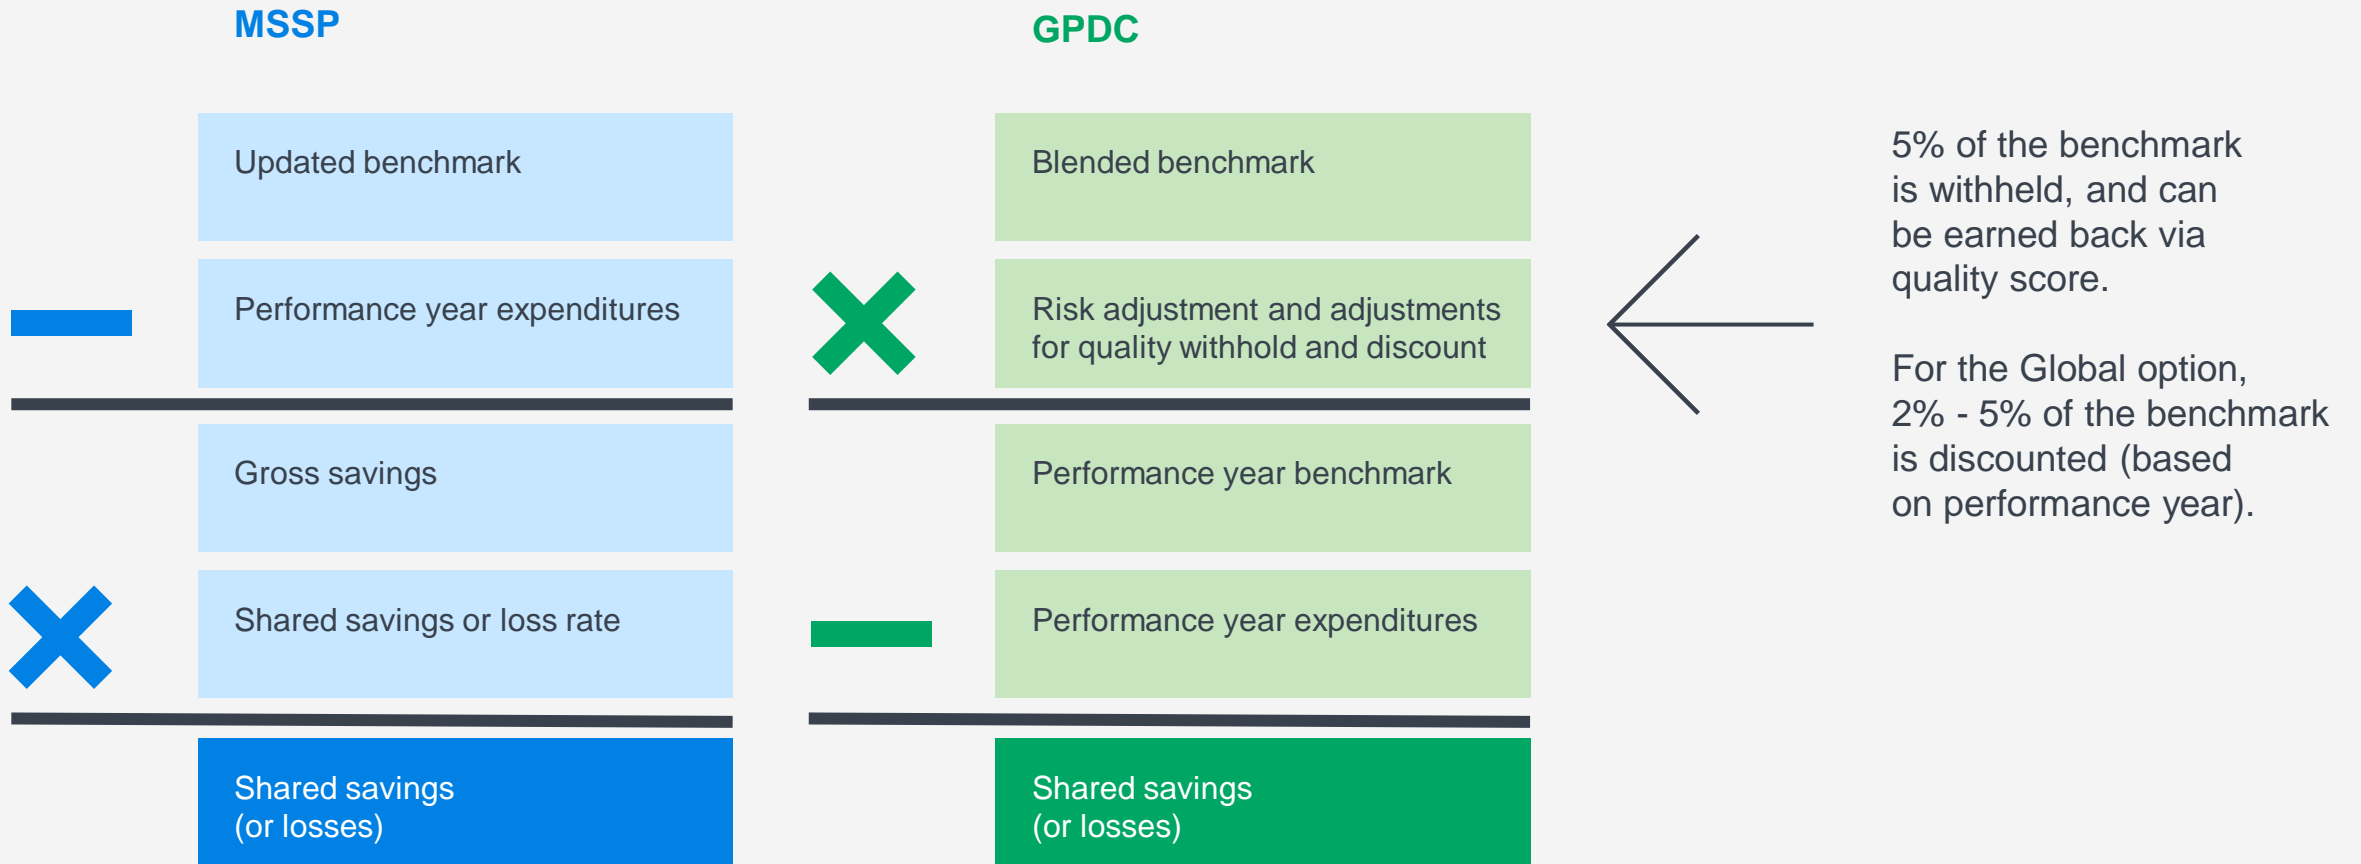 MSSP
Updated benchmark
Performance year expenditures
Gross savings
Shared savings or loss rate
Shared savings
(or losses)
GPDC
Blended benchmark
Risk adjustment and adjustments
for quality withhold and discount
Performance year benchmark
Performance year expenditures
Shared savings
(or losses)
5% of the benchmark
is withheld, and can
be earned back via
quality score.
For the Global option,
2% - 5% of the benchmark
is discounted (based
on performance year).